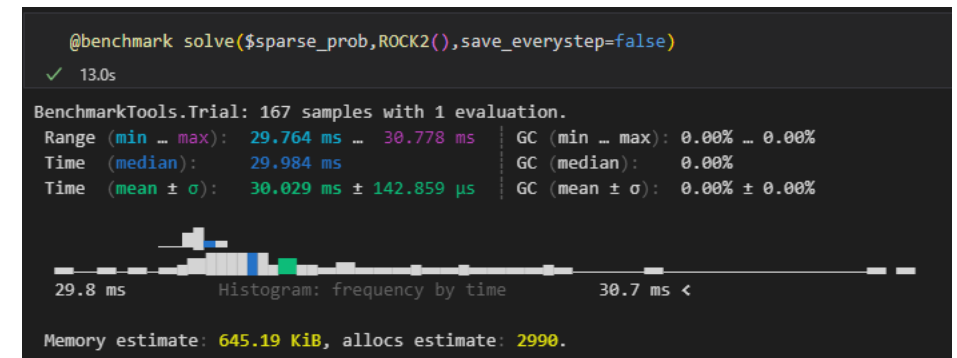 @benchmark solve($sparse_prob,ROCK2(),save_everystep=false)
✓ 13.0s
BenchmarkTools.Trial: 167 samples with 1 evaluation.
Range (min … max): 29.764 ms … 30.778 ms ┊ GC (min … max): 0.00% … 0.00%
Time (median): 29.984 ms ┊ GC (median): 0.00%
Time (mean ± σ): 30.029 ms ± 142.859 μs ┊ GC (mean ± σ): 0.00% ± 0.00%
29.8 ms Histogram: frequency by time 30.7 ms <
Memory estimate: 645.19 KiB, allocs estimate: 2990.